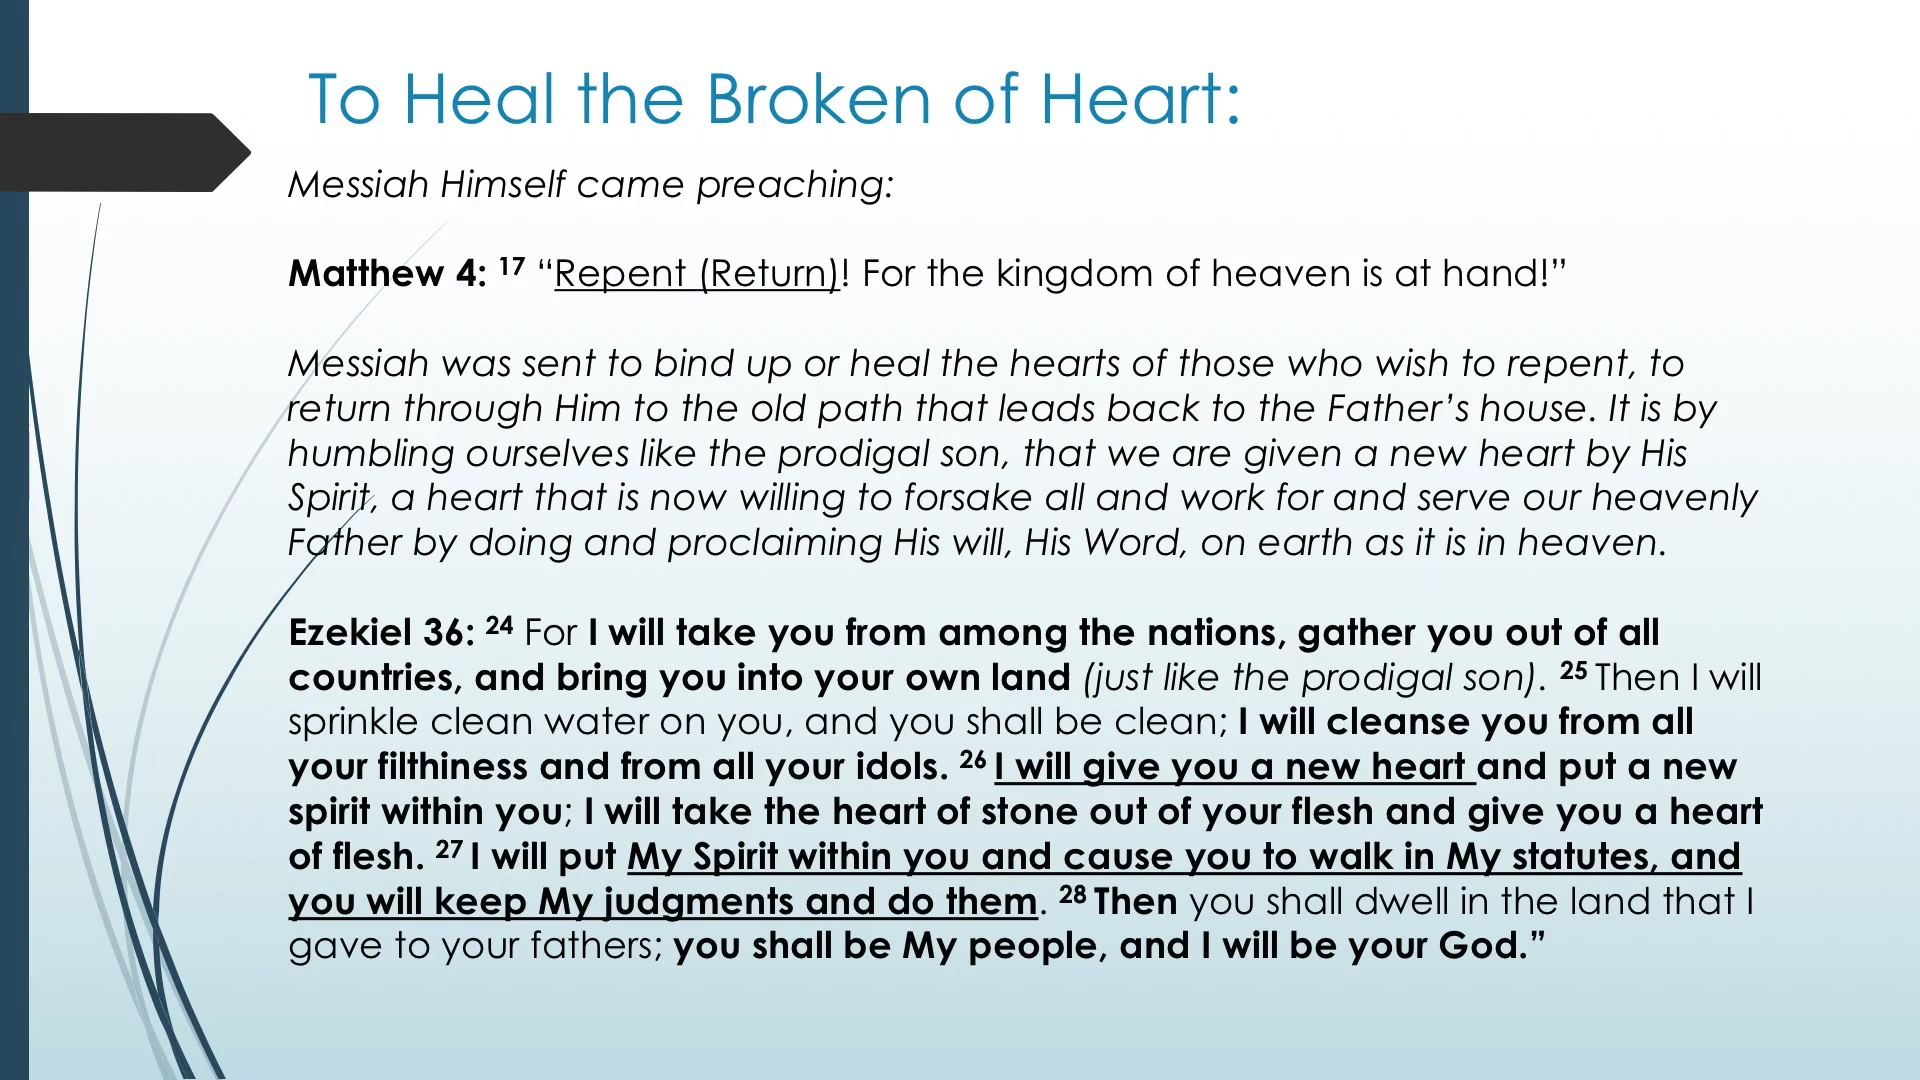 To Heal the Broken of Heart:
Messiah Himself came preaching:
Matthew 4: 17 “Repent (Return)! For the kingdom of heaven is at hand!”
Messiah was sent to bind up or heal the hearts of those who wish to repent, to
return through Him to the old path that leads back to the Father’s house. It is by
humbling ourselves like the prodigal son, that we are given a new heart by His
Spirit, a heart that is now willing to forsake all and work for and serve our heavenly
Father by doing and proclaiming His will, His Word, on earth as it is in heaven.
Ezekiel 36: 24 For I will take you from among the nations, gather you out of all
countries, and bring you into your own land (just like the prodigal son). 25 Then I will
sprinkle clean water on you, and you shall be clean; I will cleanse you from all
your filthiness and from all your idols. 26 I will give you a new heart and put a new
spirit within you; I will take the heart of stone out of your flesh and give you a heart
of flesh. 27 I will put My Spirit within you and cause you to walk in My statutes, and
you will keep My judgments and do them. 28 Then you shall dwell in the land that I
gave to your fathers; you shall be My people, and I will be your God.”